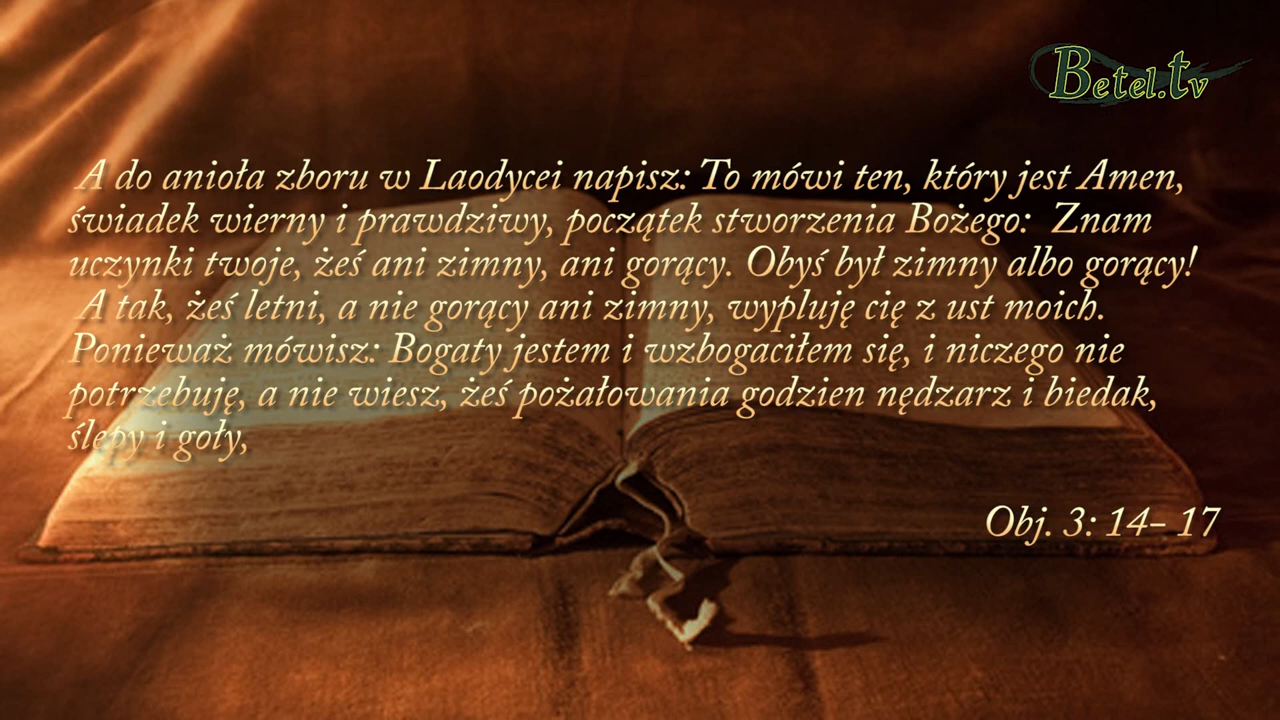 Betel.tv
A do anioła zboru w Laodycei napisz: To mówi ten, który jest Amen,
świadek wierny i prawdziwy, początek stworzenia Bożego: Znam
uczynki twoje, żeś ani zimny, ani gorący. Obyś był zimny albo gorący!
A tak, żeś letni, a nie gorący ani zimny, wypluję cię z ust moich.
Ponieważ mówisz: Bogaty jestem i wzbogaciłem się, i niczego nie
potrzebuję, a nie wiesz, żeś pożałowania godzien nędzarz i biedak,
ślepy i goły,
Obj. 3: 14- 17